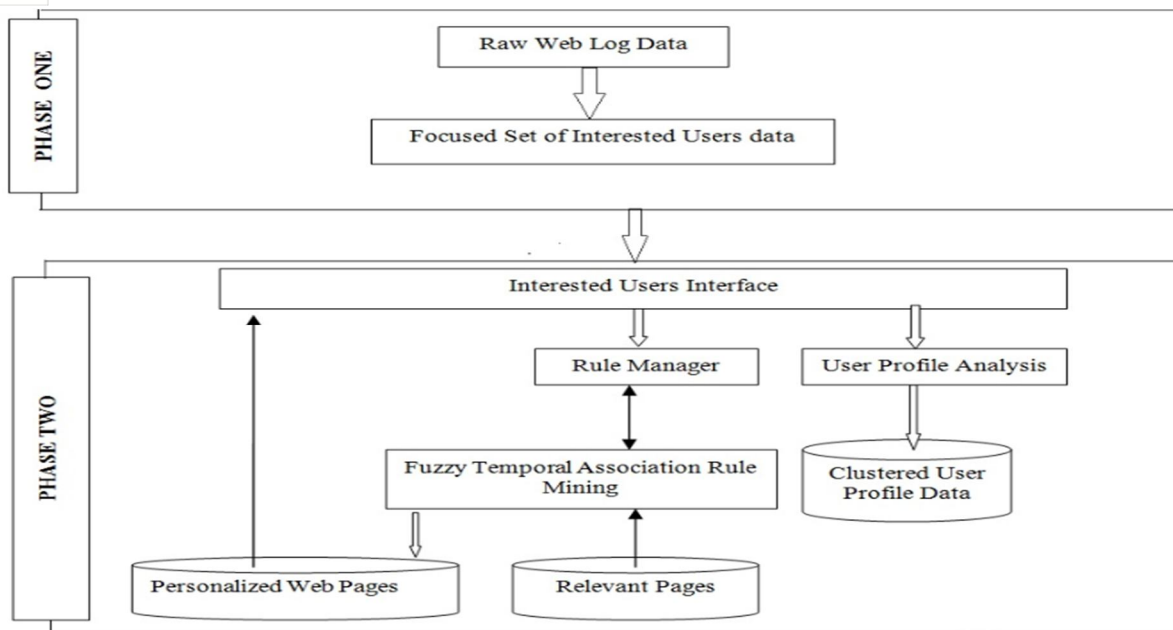 PHASE ONE
Raw Web Log Data
Focused Set of Interested Users data
PHASE TWO
Interested Users Interface
Rule Manager
User Profile Analysis
Fuzzy Temporal Association Rule
Mining
Clustered User
Profile Data
Personalized Web Pages
Relevant Pages